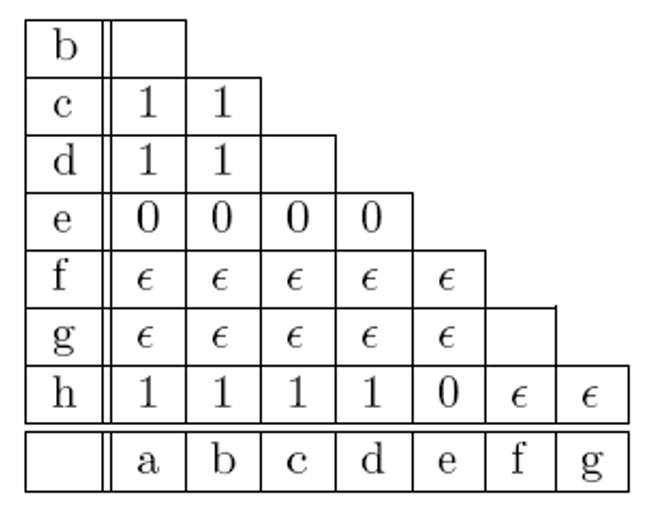 b
c 1 1
d 1 1
e 0 0 0 0
f ϵ ϵ ϵ ϵ ϵ
g ϵ ϵ ϵ ϵ ϵ
h 1 1 1 1 0 ϵ ϵ
a b c d e f g